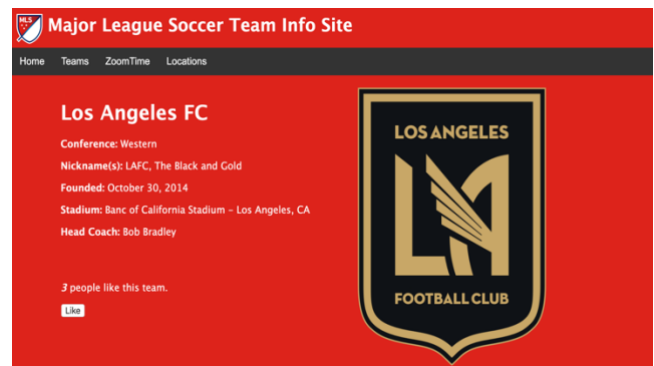 MLS
Major League Soccer Team Info Site
Home Teams ZoomTime Locations
Los Angeles FC
Conference: Western
Nickname(s): LAFC, The Black and Gold
Founded: October 30, 2014
Stadium: Banc of California Stadium – Los Angeles, CA
Head Coach: Bob Bradley
3 people like this team.
Like
LOS ANGELES
LA
FOOTBALL CLUB